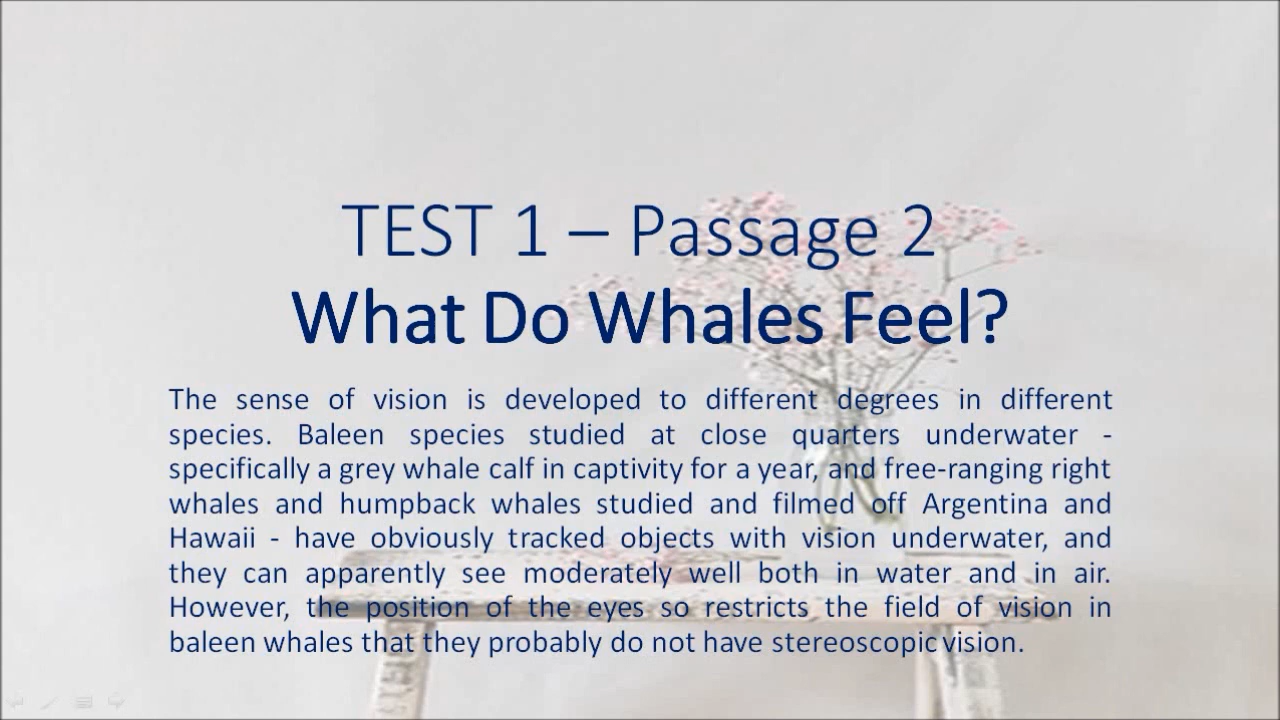 TEST 1 – Passage 2
What Do Whales Feel?
The sense of vision is developed to different degrees in different
species. Baleen species studied at close quarters underwater -
specifically a grey whale calf in captivity for a year, and free-ranging right
whales and humpback whales studied and filmed off Argentina and
Hawaii - have obviously tracked objects with vision underwater, and
they can apparently see moderately well both in water and in air.
However, the position of the eyes so restricts the field of vision in
baleen whales that they probably do not have stereoscopic vision.